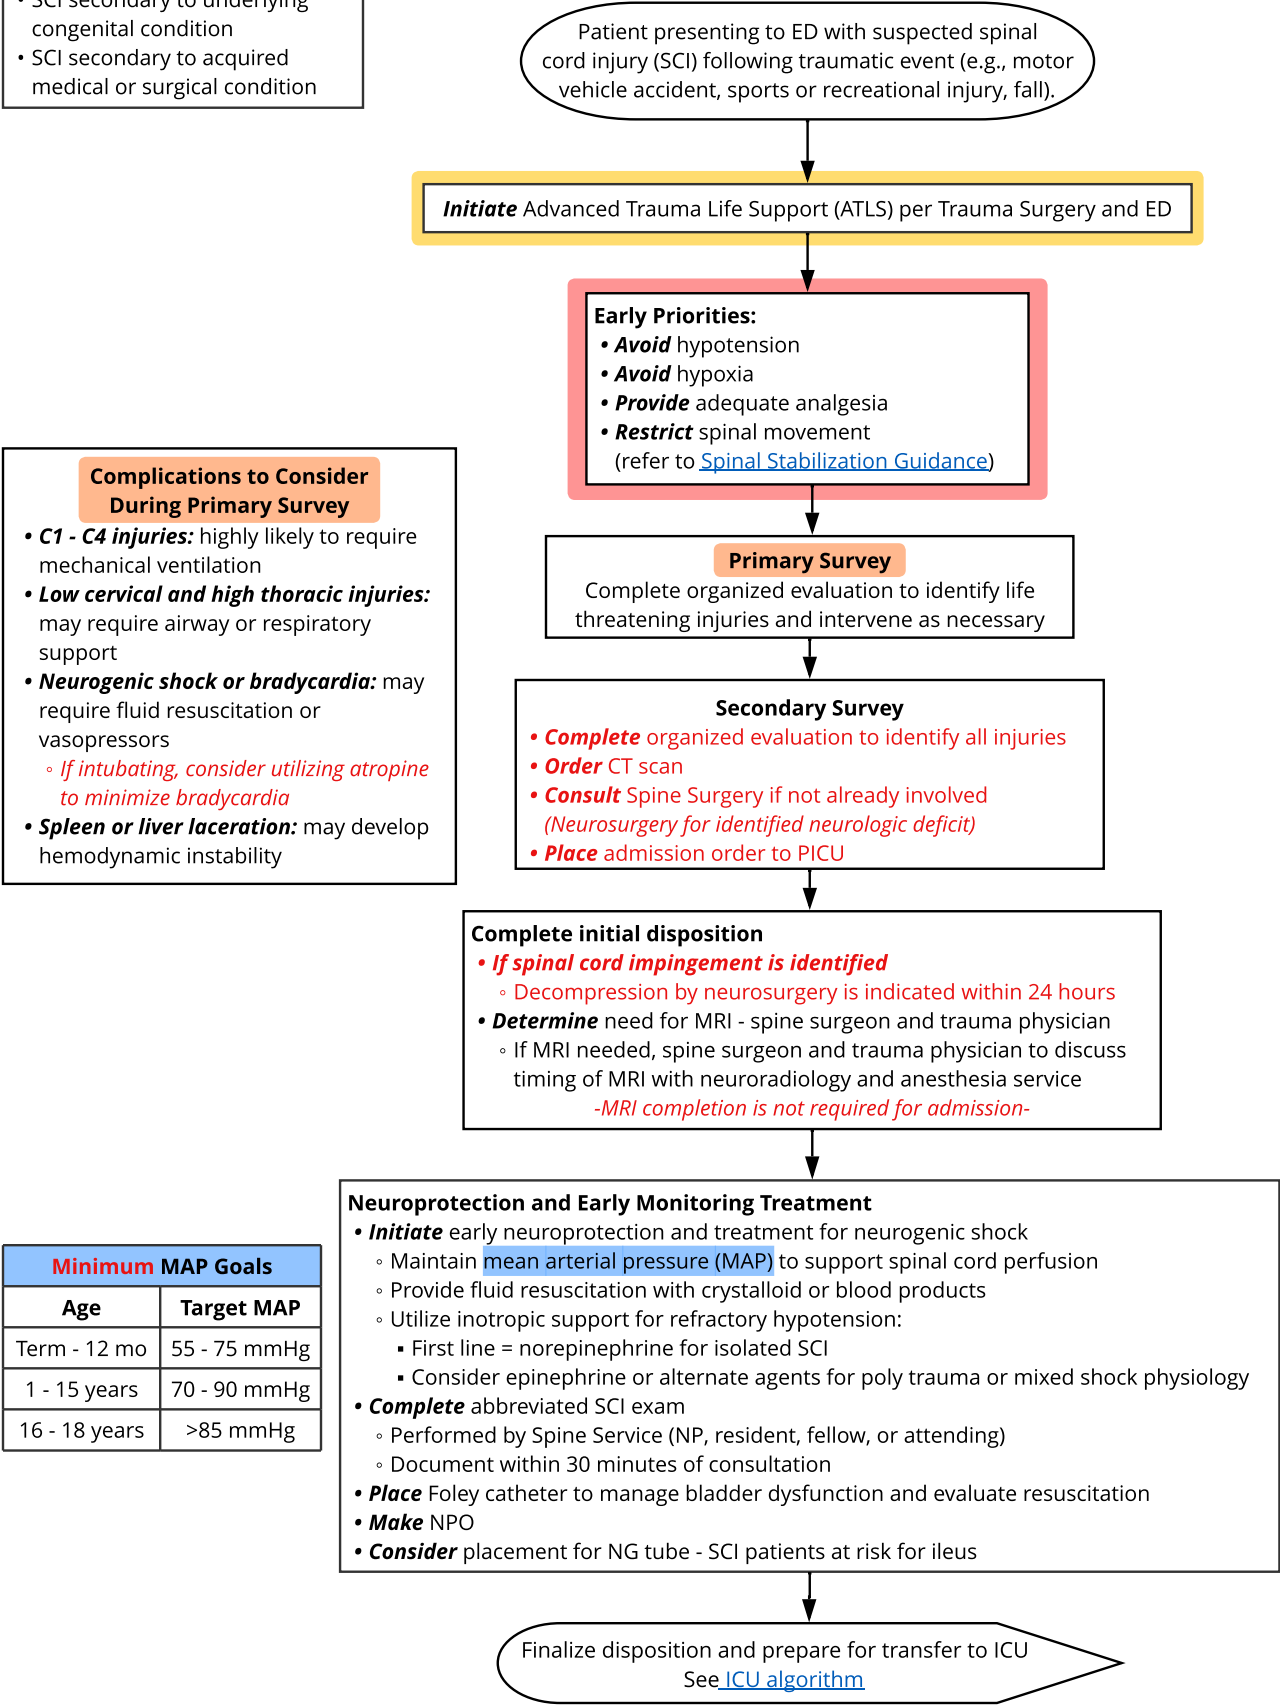 • SCI secondary to underlying
congenital condition
• SCI secondary to acquired
medical or surgical condition
Patient presenting to ED with suspected spinal
cord injury (SCI) following traumatic event (e.g., motor
vehicle accident, sports or recreational injury, fall).
Initiate Advanced Trauma Life Support (ATLS) per Trauma Surgery and ED
Early Priorities:
• Avoid hypotension
• Avoid hypoxia
• Provide adequate analgesia
• Restrict spinal movement
(refer to Spinal Stabilization Guidance)
Complications to Consider
During Primary Survey
• C1 - C4 injuries: highly likely to require
mechanical ventilation
• Low cervical and high thoracic injuries:
may require airway or respiratory
support
• Neurogenic shock or bradycardia: may
require fluid resuscitation or
vasopressors
◦ If intubating, consider utilizing atropine
to minimize bradycardia
• Spleen or liver laceration: may develop
hemodynamic instability
Primary Survey
Complete organized evaluation to identify life
threatening injuries and intervene as necessary
Secondary Survey
• Complete organized evaluation to identify all injuries
• Order CT scan
• Consult Spine Surgery if not already involved
(Neurosurgery for identified neurologic deficit)
• Place admission order to PICU
Complete initial disposition
• If spinal cord impingement is identified
◦ Decompression by neurosurgery is indicated within 24 hours
• Determine need for MRI - spine surgeon and trauma physician
◦ If MRI needed, spine surgeon and trauma physician to discuss
timing of MRI with neuroradiology and anesthesia service
-MRI completion is not required for admission-
Minimum MAP Goals
Age Target MAP
Term - 12 mo 55 - 75 mmHg
1 - 15 years 70 - 90 mmHg
16 - 18 years >85 mmHg
Neuroprotection and Early Monitoring Treatment
• Initiate early neuroprotection and treatment for neurogenic shock
◦ Maintain mean arterial pressure (MAP) to support spinal cord perfusion
◦ Provide fluid resuscitation with crystalloid or blood products
◦ Utilize inotropic support for refractory hypotension:
▪ First line = norepinephrine for isolated SCI
▪ Consider epinephrine or alternate agents for poly trauma or mixed shock physiology
• Complete abbreviated SCI exam
◦ Performed by Spine Service (NP, resident, fellow, or attending)
◦ Document within 30 minutes of consultation
• Place Foley catheter to manage bladder dysfunction and evaluate resuscitation
• Make NPO
• Consider placement for NG tube - SCI patients at risk for ileus
Finalize disposition and prepare for transfer to ICU
See ICU algorithm